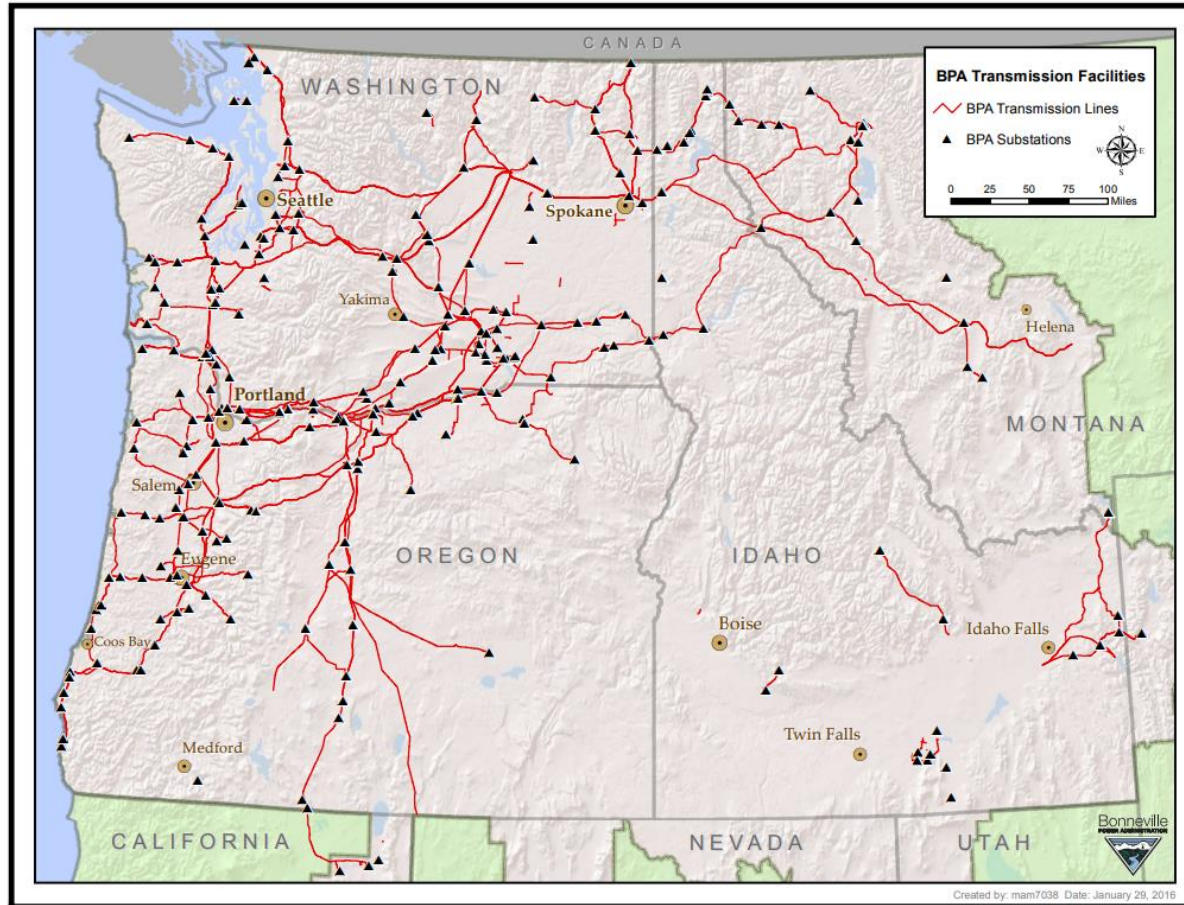 CANADA
WASHINGTON
BPA Transmission Facilities
BPA Transmission Lines
BPA Substations
N
W E
S
0 25 50 75 100
Miles
Seattle
Spokane
Yakima
Helena
Portland
MONTANA
Salem
OREGON
IDAHO
Eugene
Boise
Idaho Falls
Coos Bay
Twin Falls
Medford
CALIFORNIA
NEVADA
UTAH
Bonneville
POWER ADMINISTRATION
Created by: mam7038 Date: January 29, 2016